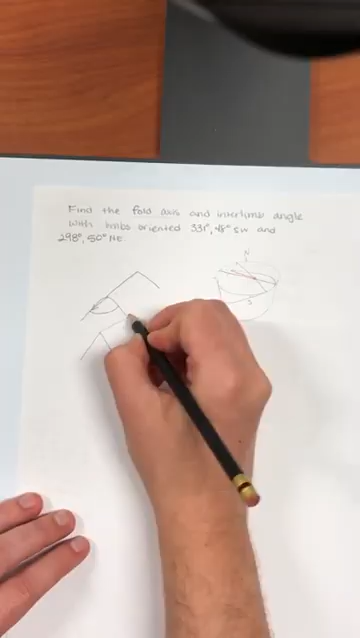 Find the fold axis and interlimb angle
with limbs oriented 331°, 48° SW and
298°, 50° NE.
N
S